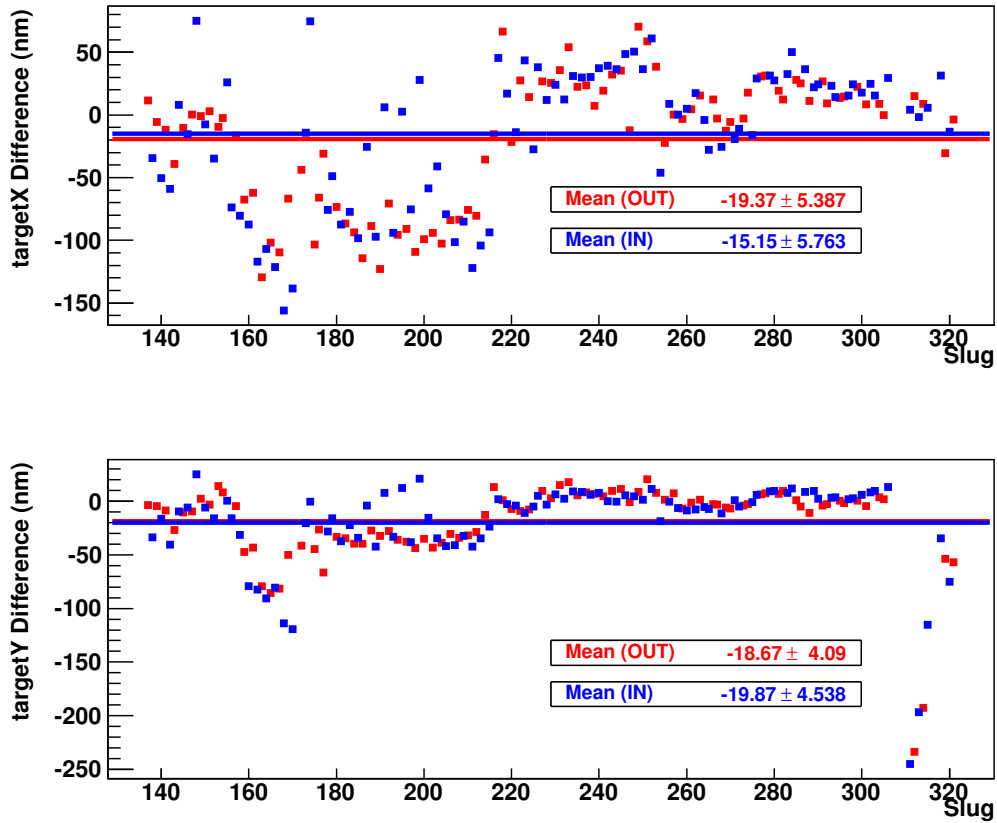 targetX Difference (nm)
50
0
-50
-100
-150
Mean (OUT) -19.37 ± 5.387
Mean (IN) -15.15 ± 5.763
140 160 180 200 220 240 260 280 300 320
Slug
targetY Difference (nm)
0
-50
-100
-150
-200
-250
Mean (OUT) -18.67 ± 4.09
Mean (IN) -19.87 ± 4.538
140 160 180 200 220 240 260 280 300 320
Slug